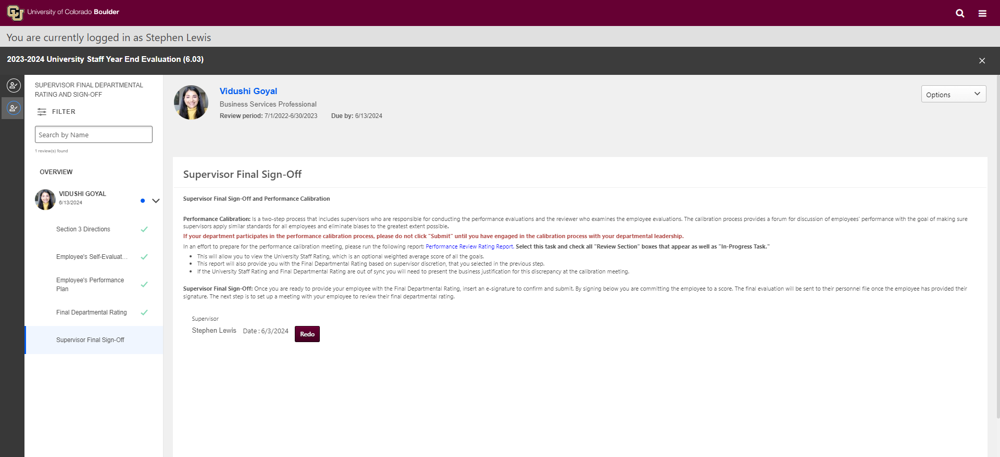 University of Colorado Boulder
You are currently logged in as Stephen Lewis
2023-2024 University Staff Year End Evaluation (6.03)
SUPERVISOR FINAL DEPARTMENTAL
RATING AND SIGN-OFF
FILTER
Search by Name
1 review(s) found
OVERVIEW
VIDUSHI GOYAL
6/13/2024
Section 3 Directions
Employee's Self-Evaluat...
Employee's Performance
Plan
Final Departmental Rating
Supervisor Final Sign-Off
Vidushi Goyal
Business Services Professional
Review period: 7/1/2022-6/30/2023 Due by: 6/13/2024
Options
Supervisor Final Sign-Off
Supervisor Final Sign-Off and Performance Calibration
Performance Calibration: Is a two-step process that includes supervisors who are responsible for conducting the performance evaluations and the reviewer who examines the employee evaluations. The calibration process provides a forum for discussion of employees' performance with the goal of making sure
supervisors apply similar standards for all employees and eliminate biases to the greatest extent possible.
If your department participates in the performance calibration process, please do not click "Submit" until you have engaged in the calibration process with your departmental leadership.
In an effort to prepare for the performance calibration meeting, please run the following report: Performance Review Rating Report. Select this task and check all "Review Section" boxes that appear as well as "In-Progress Task."
• This will allow you to view the University Staff Rating, which is an optional weighted average score of all the goals.
• This report will also provide you with the Final Departmental Rating based on supervisor discretion, that you selected in the previous step.
• If the University Staff Rating and Final Departmental Rating are out of sync you will need to present the business justification for this discrepancy at the calibration meeting.
Supervisor Final Sign-Off: Once you are ready to provide your employee with the Final Departmental Rating, insert an e-signature to confirm and submit. By signing below you are committing the employee to a score. The final evaluation will be sent to their personnel file once the employee has provided their
signature. The next step is to set up a meeting with your employee to review their final departmental rating.
Supervisor
Stephen Lewis Date : 6/3/2024 Redo